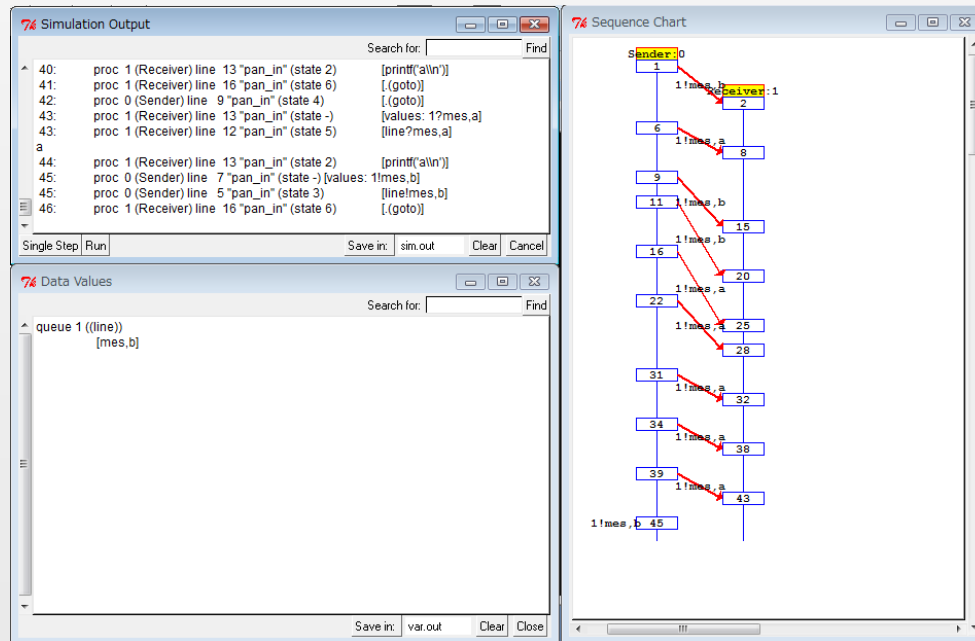 Simulation Output
Search for: Find
40: proc 1 (Receiver) line 13 "pan_in" (state 2) [printf('a\\n')]
41: proc 1 (Receiver) line 16 "pan_in" (state 6) [.(goto)]
42: proc 0 (Sender) line 9 "pan_in" (state 4) [.(goto)]
43: proc 1 (Receiver) line 13 "pan_in" (state -) [values: 1?mes,a]
43: proc 1 (Receiver) line 12 "pan_in" (state 5) [line?mes,a]
a
44: proc 1 (Receiver) line 13 "pan_in" (state 2) [printf('a\\n')]
45: proc 0 (Sender) line 7 "pan_in" (state -) [values: 1!mes,b]
45: proc 0 (Sender) line 5 "pan_in" (state 3) [line!mes,b]
46: proc 1 (Receiver) line 16 "pan_in" (state 6) [.(goto)]
Single Step Run Save in: sim.out Clear Cancel
Data Values
Search for: Find
queue 1 ((line))
[mes,b]
Save in: var.out Clear Close
Sequence Chart
Sender:0
1
1!mes,b
Receiver:1
2
6
1!mes,a
8
9
1!mes,b
11
15
1!mes,b
16
20
1!mes,a
22
25
1!mes,a
28
31
1!mes,a
32
34
1!mes,a
38
39
1!mes,a
43
1!mes,b 45